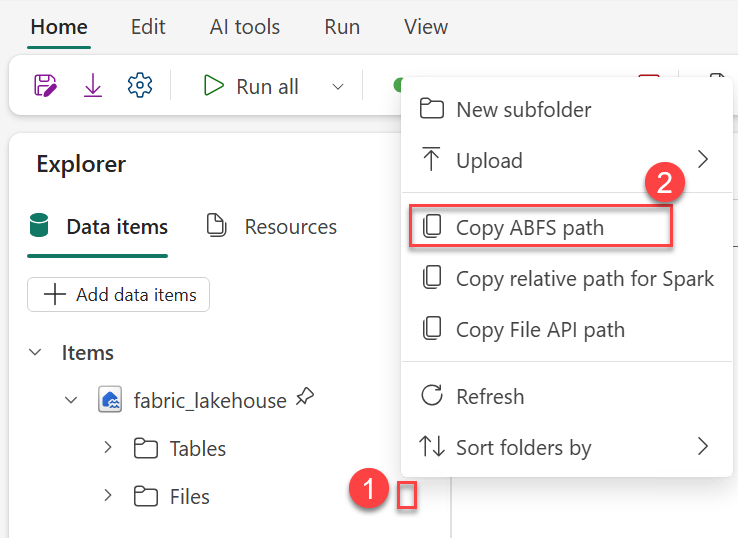 Home Edit AI tools Run View
Run all
Explorer
Data items Resources
Add data items
Items
fabric_lakehouse
Tables
Files
1
New subfolder
Upload
2
Copy ABFS path
Copy relative path for Spark
Copy File API path
Refresh
Sort folders by